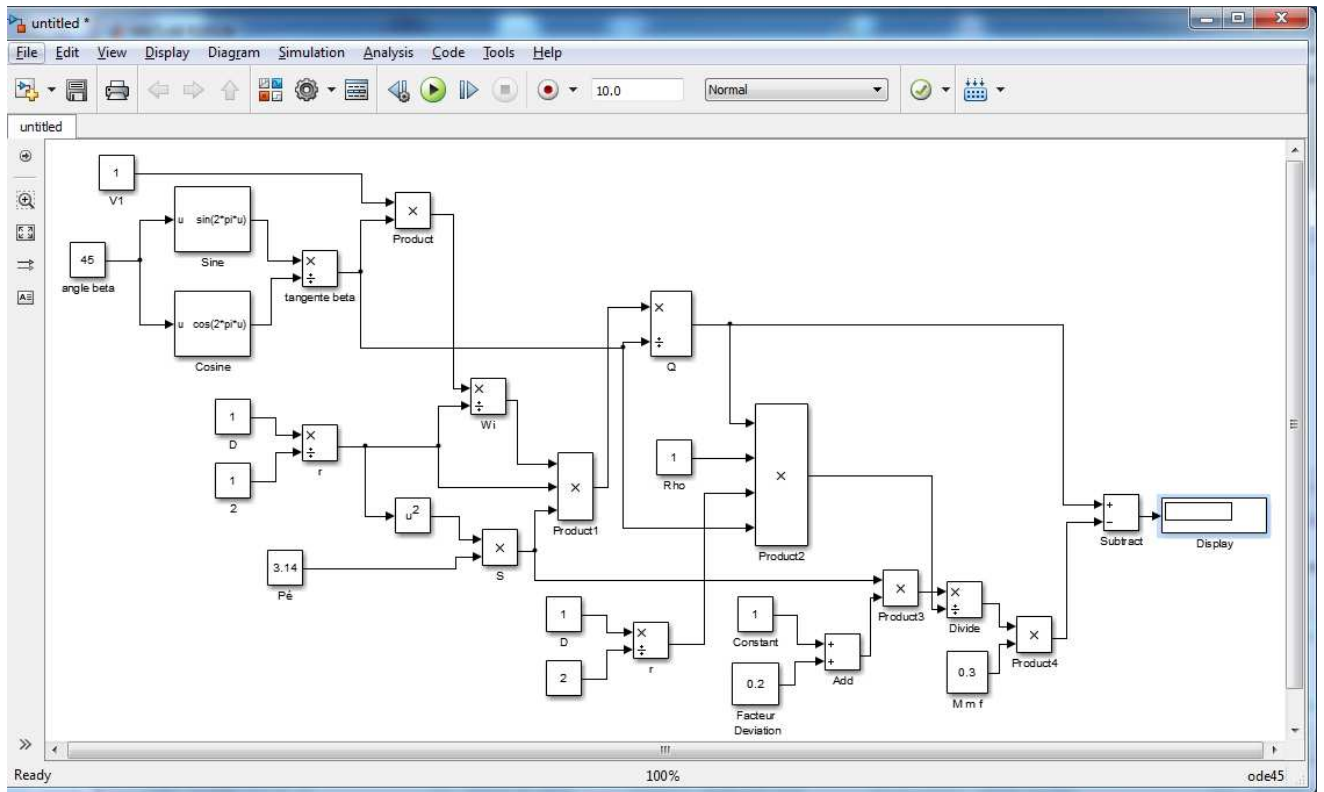 untitled *
File Edit View Display Diagram Simulation Analysis Code Tools Help
10.0 Normal
untitled
1
V1
u sin(2*pi*u)
Sine
45
angle beta
u cos(2*pi*u)
Cosine
×
÷
tangente beta
×
Product
×
÷
Q
1
D
1
2
×
÷
r
×
÷
Wi
u²
3.14
Pé
×
S
×
Product1
1
Rho
×
Product2
1
D
2
×
÷
r
1
Constant
0.2
Facteur
Deviation
+
+
Add
×
Product3
×
÷
Divide
0.3
M m f
×
Product4
+
−
Subtract
Display
Ready 100% ode45